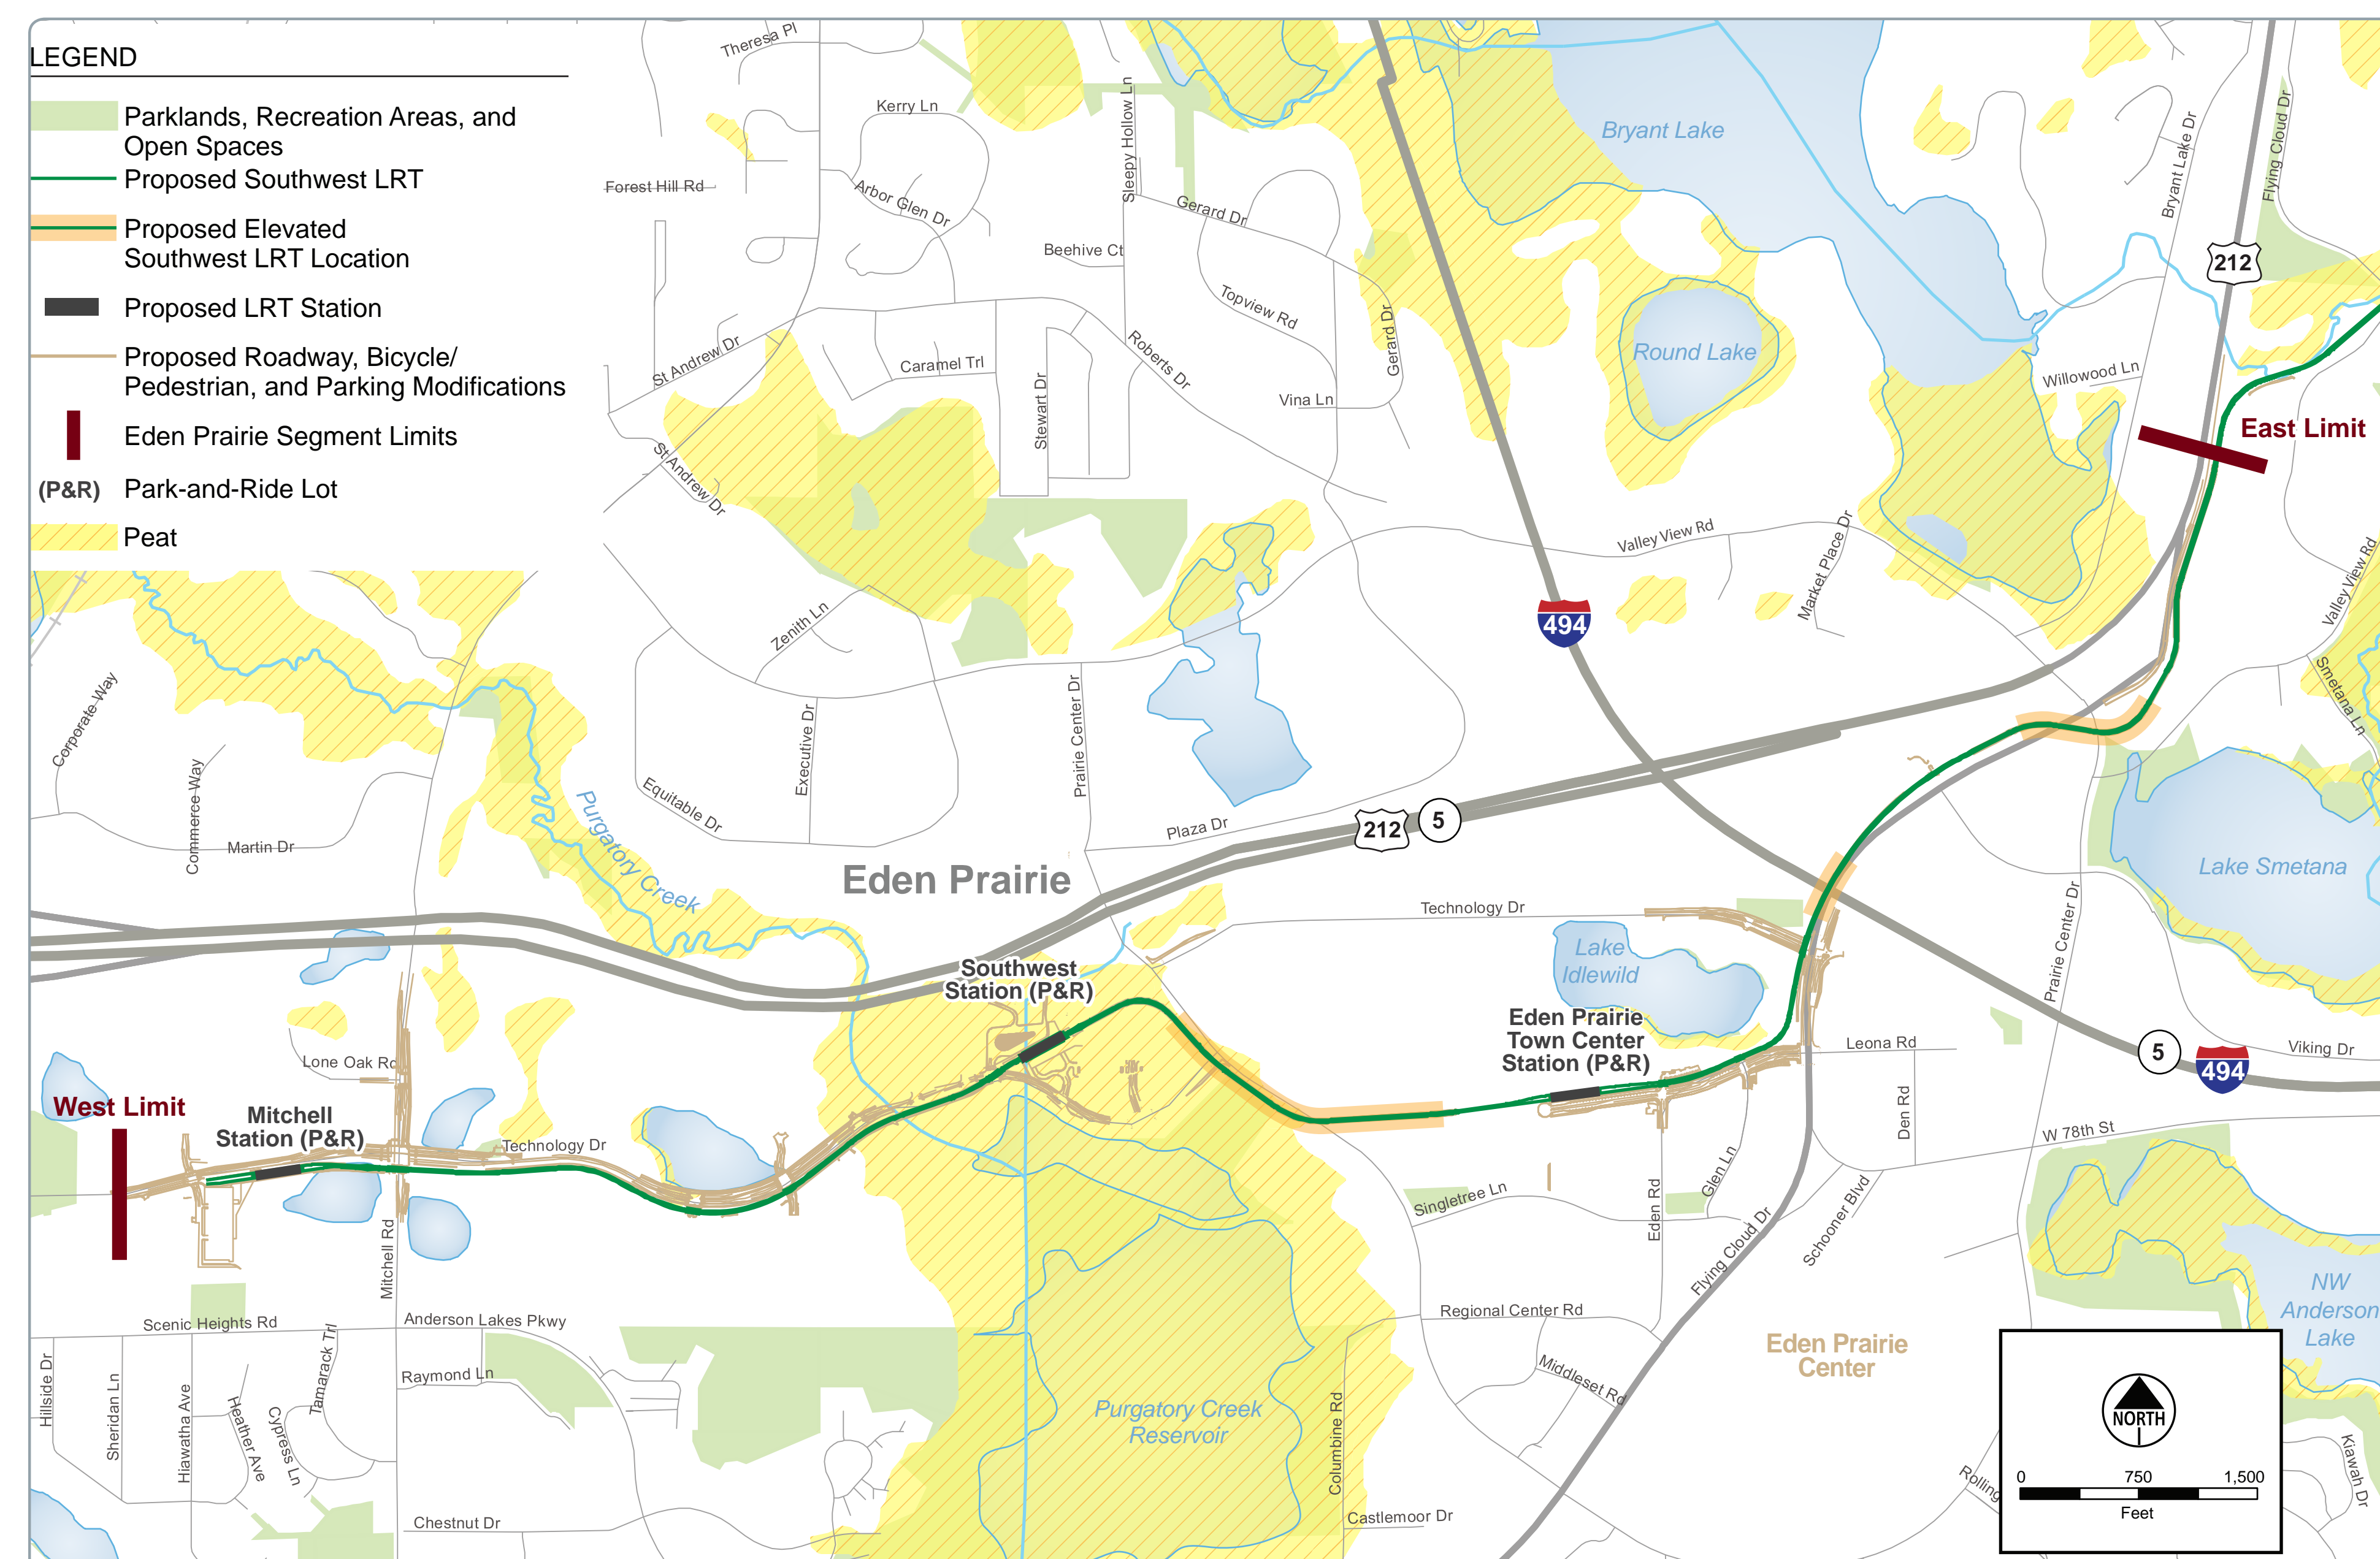 LEGEND
Parklands, Recreation Areas, and
Open Spaces
Proposed Southwest LRT
Proposed Elevated
Southwest LRT Location
Proposed LRT Station
Proposed Roadway, Bicycle/
Pedestrian, and Parking Modifications
Eden Prairie Segment Limits
(P&R) Park-and-Ride Lot
Peat
Theresa Pl
Kerry Ln
Sleepy Hollow Ln
Forest Hill Rd
Arbor Glen Dr
Gerard Dr
Beehive Ct
Topview Rd
Gerard Dr
St Andrew Dr
Caramel Trl
Roberts Dr
Stewart Dr
Vina Ln
St Andrew Dr
Bryant Lake
Round Lake
Bryant Lake Dr
Flying Cloud Dr
212
Willowood Ln
East Limit
Valley View Rd
Market Place Dr
Valley View Rd
494
Zenith Ln
Smetana Ln
Corporate Way
Commerce Way
Martin Dr
Executive Dr
Equitable Dr
Prairie Center Dr
Plaza Dr
212
5
Purgatory Creek
Eden Prairie
Lake Smetana
Technology Dr
Lake
Idlewild
Prairie Center Dr
Southwest
Station (P&R)
Eden Prairie
Town Center
Station (P&R)
Leona Rd
5
494
Viking Dr
Lone Oak Rd
West Limit
Mitchell
Station (P&R)
Technology Dr
Den Rd
W 78th St
Glen Ln
Eden Rd
Singletree Ln
Schooner Blvd
Flying Cloud Dr
Mitchell Rd
Scenic Heights Rd
Anderson Lakes Pkwy
Regional Center Rd
Eden Prairie
Center
NW
Anderson
Lake
Hillside Dr
Sheridan Ln
Hiawatha Ave
Heather Ave
Cypress Ln
Tamarack Trl
Raymond Ln
Middleset Rd
Columbine Rd
Purgatory Creek
Reservoir
Chestnut Dr
Castlemoor Dr
Rolling
Kiawah Dr
NORTH
0 750 1,500
Feet